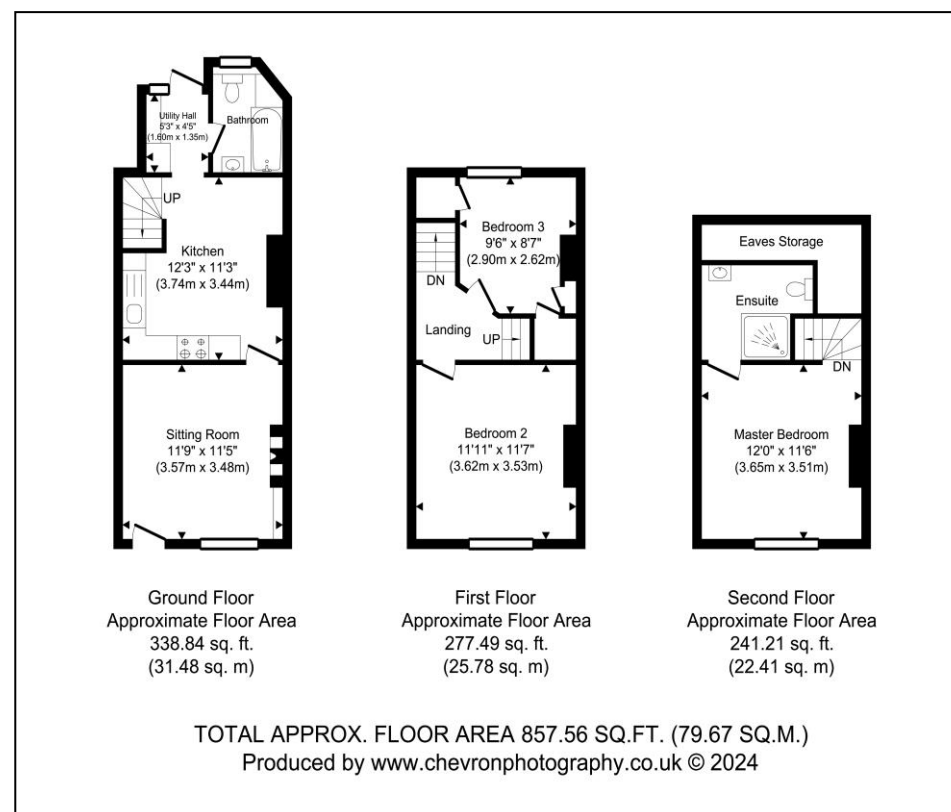 Utility Hall
5'3" x 4'5"
(1.60m x 1.35m)
Bathroom
UP
Kitchen
12'3" x 11'3"
(3.74m x 3.44m)
Sitting Room
11'9" x 11'5"
(3.57m x 3.48m)
Ground Floor
Approximate Floor Area
338.84 sq. ft.
(31.48 sq. m)
Bedroom 3
9'6" x 8'7"
(2.90m x 2.62m)
DN
Landing
UP
Bedroom 2
11'11" x 11'7"
(3.62m x 3.53m)
First Floor
Approximate Floor Area
277.49 sq. ft.
(25.78 sq. m)
Eaves Storage
Ensuite
DN
Master Bedroom
12'0" x 11'6"
(3.65m x 3.51m)
Second Floor
Approximate Floor Area
241.21 sq. ft.
(22.41 sq. m)
TOTAL APPROX. FLOOR AREA 857.56 SQ.FT. (79.67 SQ.M.)
Produced by www.chevronphotography.co.uk © 2024